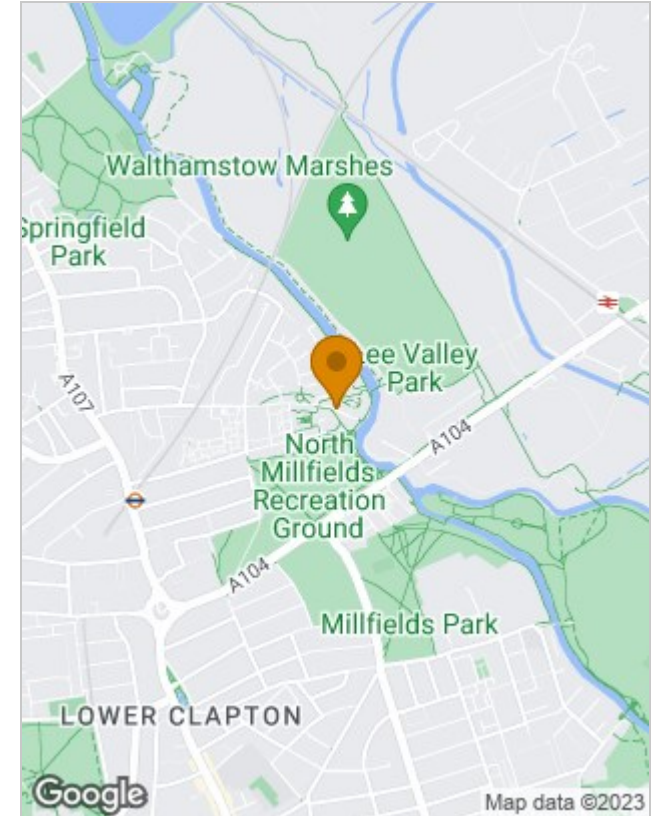 Walthamstow Marshes
Springfield
Park
A107
Lee Valley
Park
A104
North
Millfields
Recreation
Ground
A104
Millfields Park
LOWER CLAPTON
Google
Map data ©2023